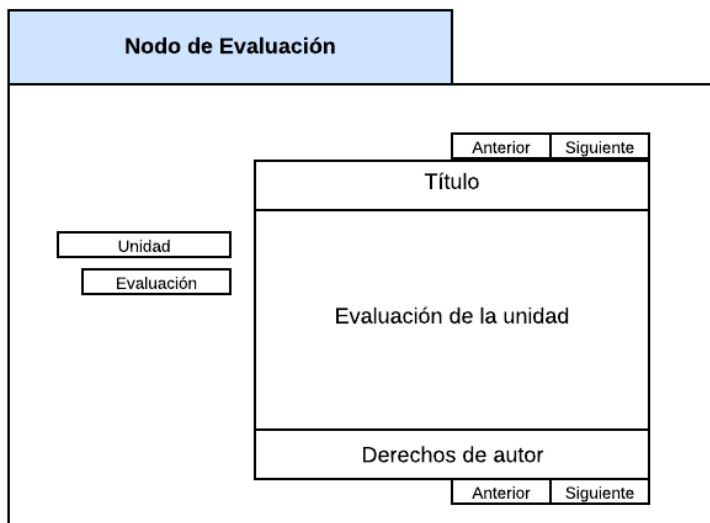 Nodo de Evaluación
Anterior
Siguiente
Título
Unidad
Evaluación
Evaluación de la unidad
Derechos de autor
Anterior
Siguiente